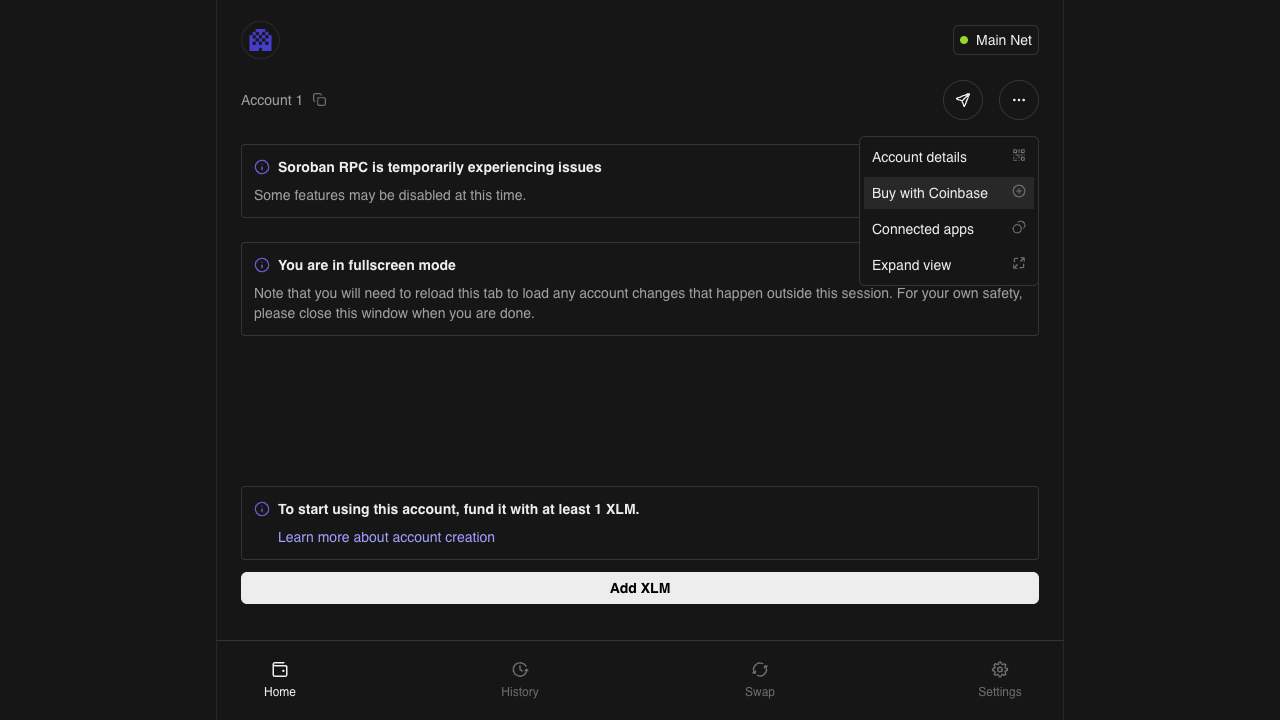 Main Net
Account 1
Soroban RPC is temporarily experiencing issues
Some features may be disabled at this time.
Account details
Buy with Coinbase
Connected apps
Expand view
You are in fullscreen mode
Note that you will need to reload this tab to load any account changes that happen outside this session. For your own safety,
please close this window when you are done.
To start using this account, fund it with at least 1 XLM.
Learn more about account creation
Add XLM
Home
History
Swap
Settings